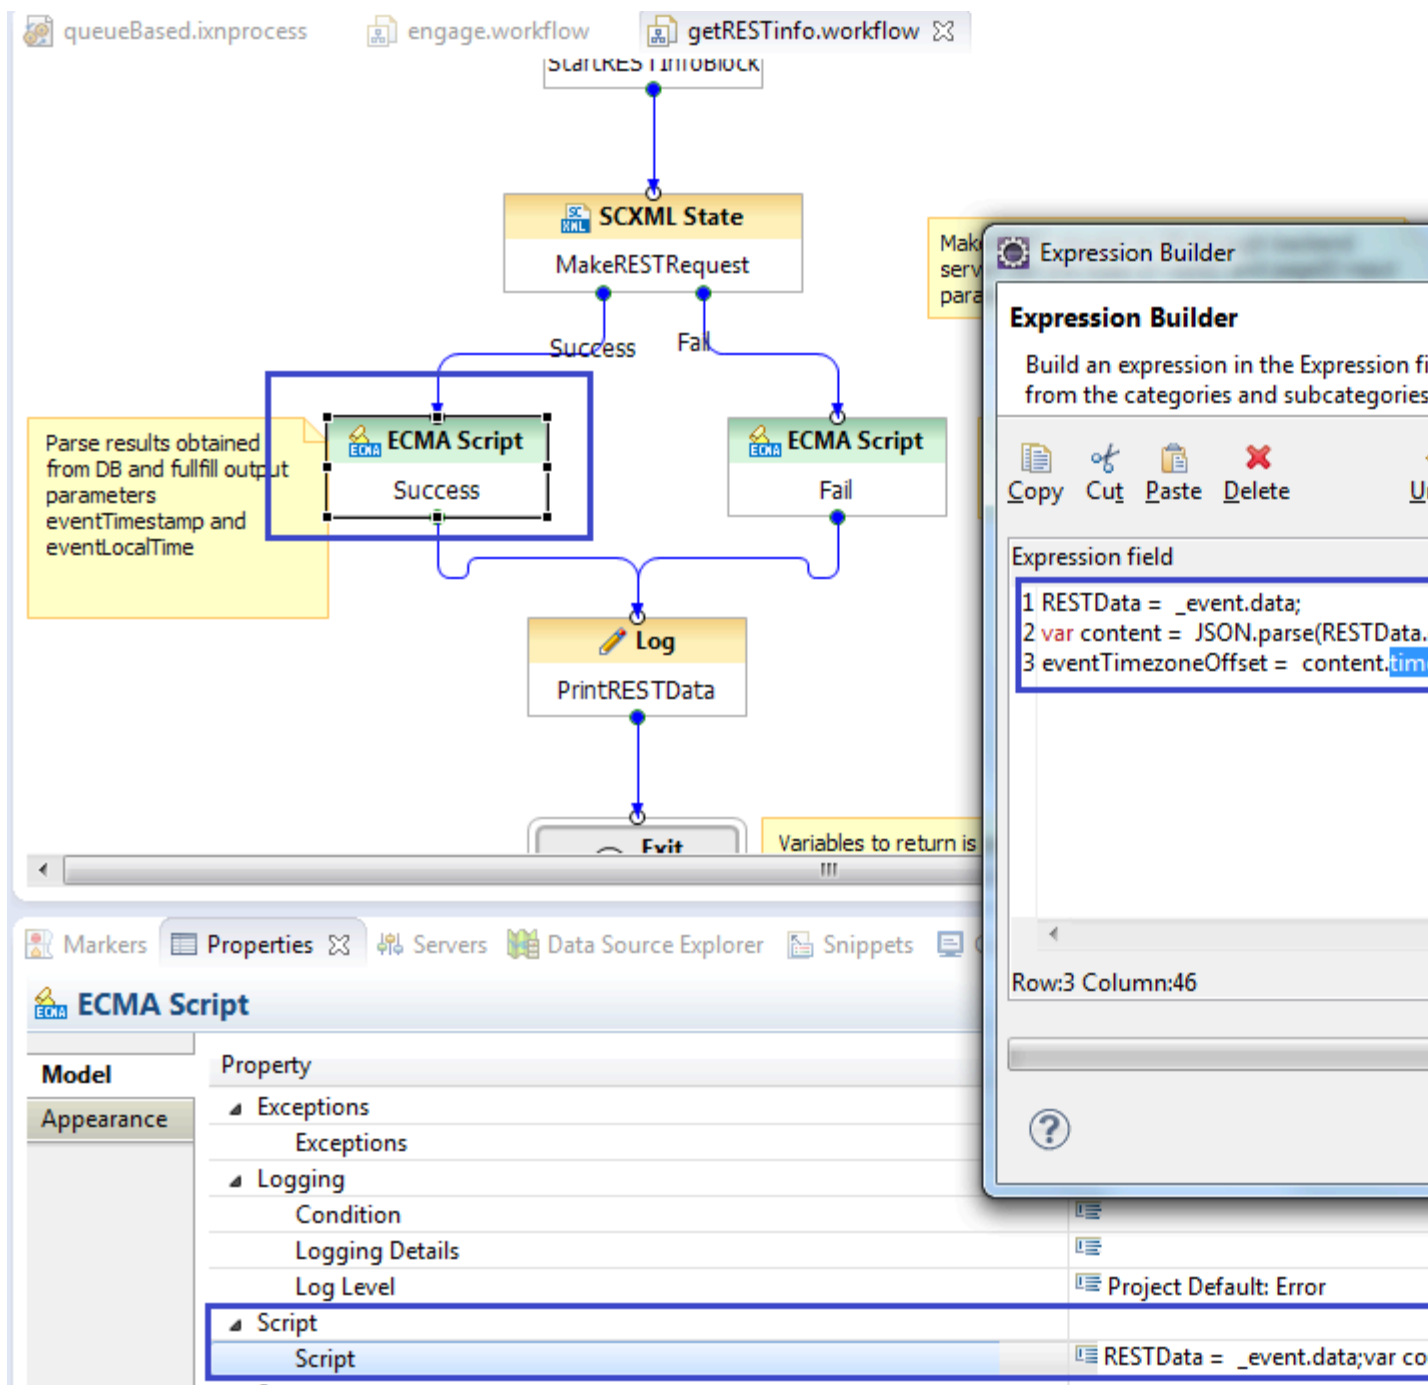 queueBased.ixnprocess
engage.workflow
getRESTinfo.workflow
StartRESTInfoBlock
SCXML State
MakeRESTRequest
Success
Fail
Parse results obtained
from DB and fullfill output
parameters
eventTimestamp and
eventLocalTime
ECMA Script
Success
ECMA Script
Fail
Log
PrintRESTData
Exit
Variables to return is
Expression Builder
Expression Builder
Build an expression in the Expression fi
from the categories and subcategories
Copy
Cut
Paste
Delete
Expression field
1 RESTData = _event.data;
2 var content = JSON.parse(RESTData.
3 eventTimezoneOffset = content.tim
Row:3 Column:46
Markers
Properties
Servers
Data Source Explorer
Snippets
ECMA Script
Model
Appearance
Property
Exceptions
Exceptions
Logging
Condition
Logging Details
Log Level
Project Default: Error
Script
Script
RESTData = _event.data;var co